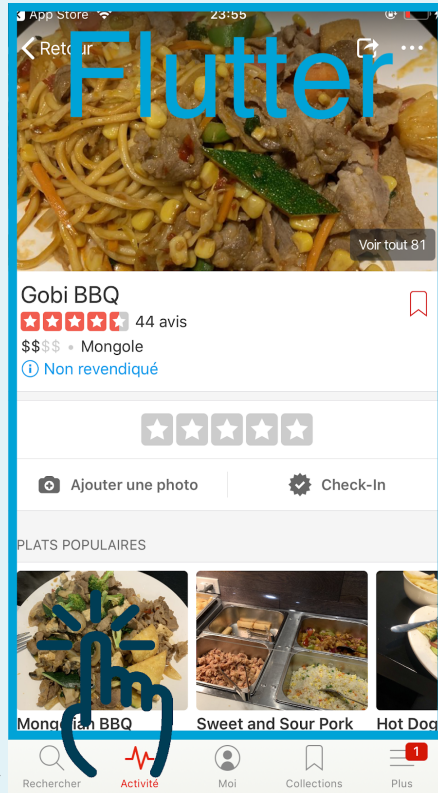 App Store
23:55
Retour
Flutter
Voir tout 81
Gobi BBQ
44 avis
$$$$ • Mongole
Non revendiqué
Ajouter une photo
Check-In
PLATS POPULAIRES
Mongolian BBQ
Sweet and Sour Pork
Hot Dog
1
Rechercher
Activité
Moi
Collections
Plus